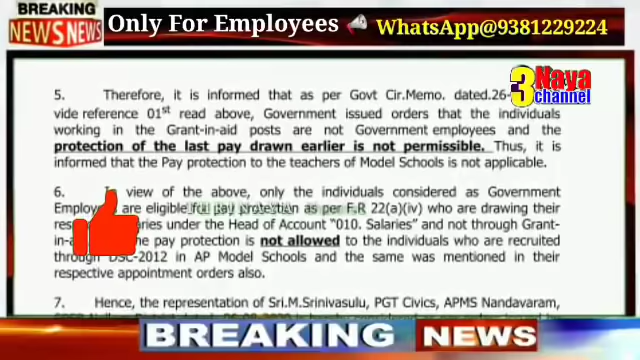 BREAKING
NEWS NEWS
Only For Employees
WhatsApp@9381229224
3 Naya
channel
5. Therefore, it is informed that as per Govt Cir.Memo. dated.26-
vide reference 01st read above, Government issued orders that the individuals
working in the Grant-in-aid posts are not Government employees and the
protection of the last pay drawn earlier is not permissible. Thus, it is
informed that the Pay protection to the teachers of Model Schools is not applicable.
6. In view of the above, only the individuals considered as Government
are eligible for pay protection as per F.R 22(a)(iv) who are drawing their
under the Head of Account "010. Salaries" and not through Grant-
pay protection is not allowed to the individuals who are recruited
through DSC-2012 in AP Model Schools and the same was mentioned in their
respective appointment orders also.
7. Hence, the representation of Sri.M.Srinivasulu, PGT Civics, APMS Nandavaram,
BREAKING NEWS